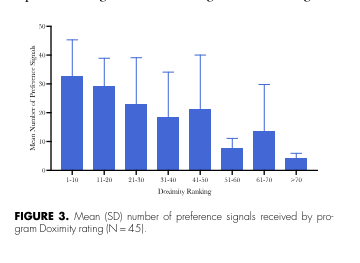 50
40
30
20
10
0
Mean Number of Preference Signals
1-10 11-20 21-30 31-40 41-50 51-60 61-70 >70
Doximity Ranking
FIGURE 3. Mean (SD) number of preference signals received by pro-
gram Doximity rating (N = 45).